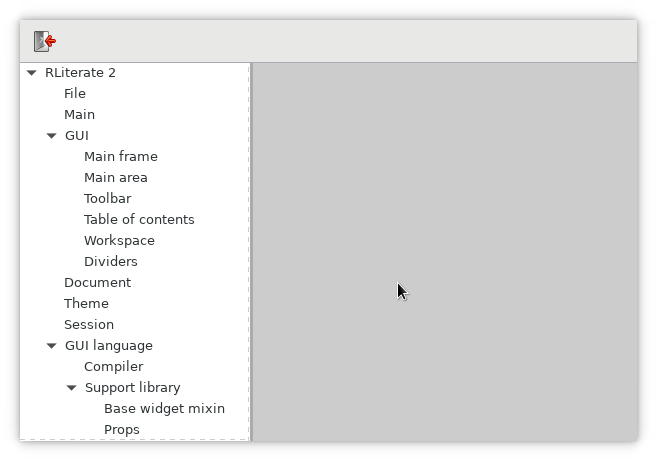 RLiterate 2
File
Main
GUI
Main frame
Main area
Toolbar
Table of contents
Workspace
Dividers
Document
Theme
Session
GUI language
Compiler
Support library
Base widget mixin
Props